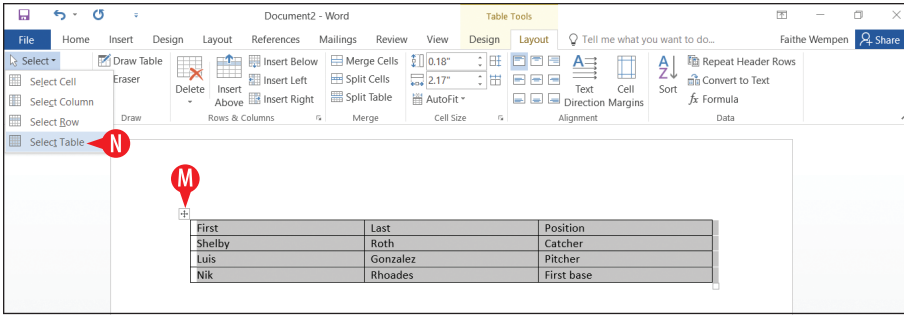 Document2 - Word Table Tools
File Home Insert Design Layout References Mailings Review View Design Layout Tell me what you want to do... Faithe Wempen Share
Select Draw Table Insert Below Merge Cells 0.18" Repeat Header Rows
Select Cell Eraser Delete Insert Above Insert Left Split Cells 2.17" Text Direction Cell Margins Sort Convert to Text
Select Column Insert Right Split Table AutoFit fx Formula
Select Row Draw Rows & Columns Merge Cell Size Alignment Data
Select Table N
M
First Last Position
Shelby Roth Catcher
Luis Gonzalez Pitcher
Nik Rhoades First base